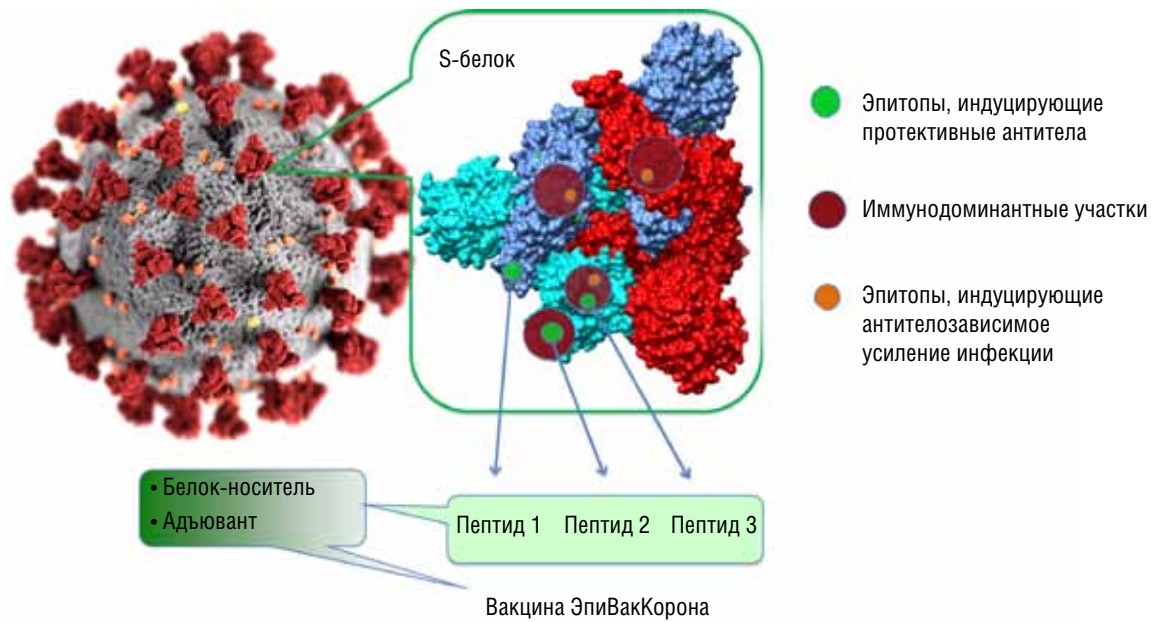 S-белок
Эпитопы, индуцирующие
протективные антитела
Иммунодоминантные участки
Эпитопы, индуцирующие
антителозависимое
усиление инфекции
• Белок-носитель
• Адъювант
Пептид 1 Пептид 2 Пептид 3
Вакцина ЭпиВакКорона